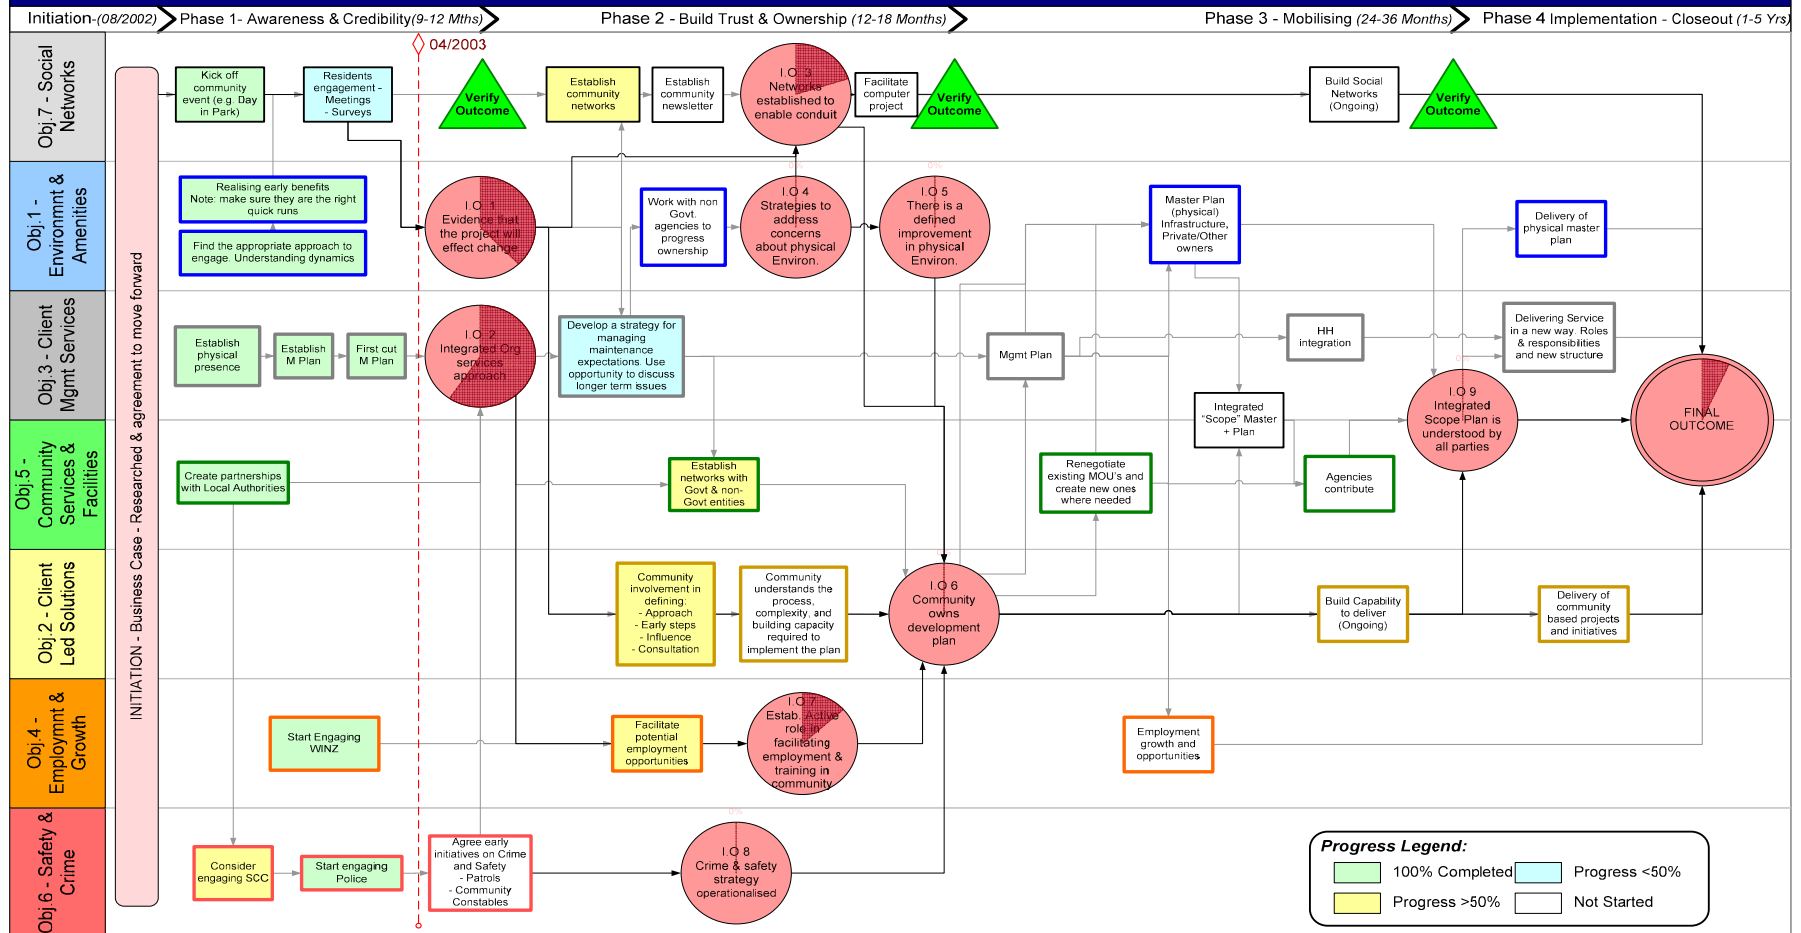 Initiation-(08/2002)
Phase 1- Awareness & Credibility(9-12 Mths)
Phase 2 - Build Trust & Ownership (12-18 Months)
Phase 3 - Mobilising (24-36 Months)
Phase 4 Implementation - Closeout (1-5 Yrs)
04/2003
Obj.7 - Social
Networks
INITIATION - Business Case - Researched & agreement to move forward
Kick off
community
event (e.g. Day
in Park)
Residents
engagement –
- Meetings
- Surveys
Verify
Outcome
Establish
community
networks
Establish
community
newsletter
I.O. 3
Networks
established to
enable conduit
Facilitate
computer
project
Verify
Outcome
Build Social
Networks
(Ongoing)
Verify
Outcome
Obj.1 -
Environmnt &
Amenities
Realising early benefits
Note: make sure they are the right
quick runs
Find the appropriate approach to
engage. Understanding dynamics
I.O. 1
Evidence that
the project will
effect change
Work with non
Govt.
agencies to
progress
ownership
0%
I.O 4
Strategies to
address
concerns
about physical
Environ.
0%
I.O 5
There is a
defined
improvement
in physical
Environ.
Master Plan
(physical)
Infrastructure,
Private/Other
owners
Delivery of
physical master
plan
Obj.3 - Client
Mgmt Services
Establish
physical
presence
Establish
M Plan
First cut
M Plan
I.O. 2
Integrated Org
services
approach
Develop a strategy for
managing
maintenance
expectations. Use
opportunity to discuss
longer term issues
Mgmt Plan
HH
integration
Delivering Service
in a new way. Roles
& responsibilities
and new structure
Integrated
"Scope" Master
+ Plan
0%
I.O 9
Integrated
Scope Plan is
understood by
all parties
FINAL
OUTCOME
Obj.5 -
Community
Services &
Facilities
Create partnerships
with Local Authorities
Establish
networks with
Govt & non-
Govt entities
Renegotiate
existing MOU's and
create new ones
where needed
Agencies
contribute
Obj.2 - Client
Led Solutions
Community
involvement in
defining:
- Approach
- Early steps
- Influence
- Consultation
Community
understands the
process,
complexity, and
building capacity
required to
implement the plan
I.O 6
Community
owns
development
plan
Build Capability
to deliver
(Ongoing)
Delivery of
community
based projects
and initiatives
Obj.4 -
Employmnt &
Growth
Start Engaging
WINZ
Facilitate
potential
employment
opportunities
I.O.7
Estab. Active
role in
facilitating
employment &
training in
community
Employment
growth and
opportunities
Obj.6 - Safety &
Crime
Consider
engaging SCC
Start engaging
Police
Agree early
initiatives on Crime
and Safety
- Patrols
- Community
Constables
0%
I.O 8
Crime & safety
strategy
operationalised
Progress Legend:
100% Completed
Progress <50%
Progress >50%
Not Started